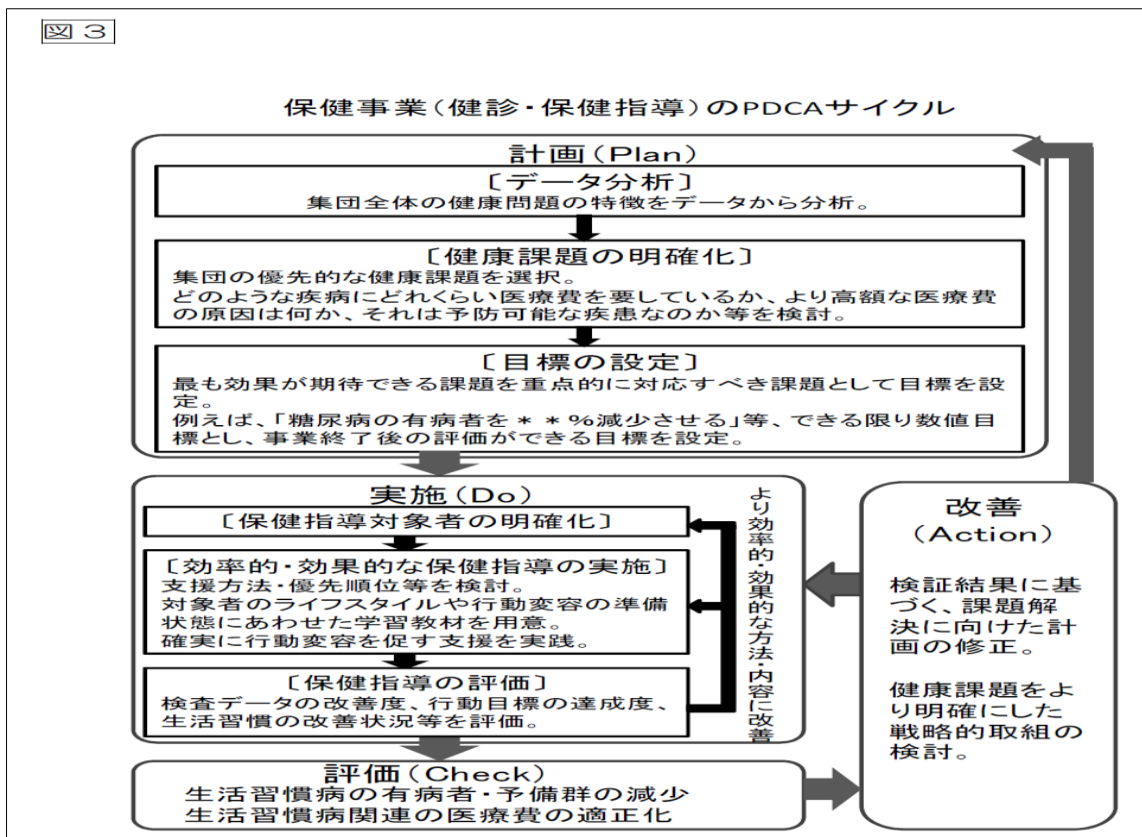 図３
保健事業(健診・保健指導)のPDCAサイクル
計画(Plan)
〔データ分析〕
集団全体の健康問題の特徴をデータから分析。
〔健康課題の明確化〕
集団の優先的な健康課題を選択。
どのような疾病にどれくらい医療費を要しているか、より高額な医療費
の原因は何か、それは予防可能な疾患なのか等を検討。
〔目標の設定〕
最も効果が期待できる課題を重点的に対応すべき課題として目標を設
定。
例えば、「糖尿病の有病者を＊＊%減少させる」等、できる限り数値目
標とし、事業終了後の評価ができる目標を設定。
実施(Do)
〔保健指導対象者の明確化〕
〔効率的・効果的な保健指導の実施〕
支援方法・優先順位等を検討。
対象者のライフスタイルや行動変容の準備
状態にあわせた学習教材を用意。
確実に行動変容を促す支援を実践。
〔保健指導の評価〕
検査データの改善度、行動目標の達成度、
生活習慣の改善状況等を評価。
より効率的・効果的な方法・内容に改善
評価(Check)
生活習慣病の有病者・予備群の減少
生活習慣病関連の医療費の適正化
改善
(Action)
検証結果に基
づく、課題解
決に向けた計
画の修正。
健康課題をよ
り明確にした
戦略的取組の
検討。